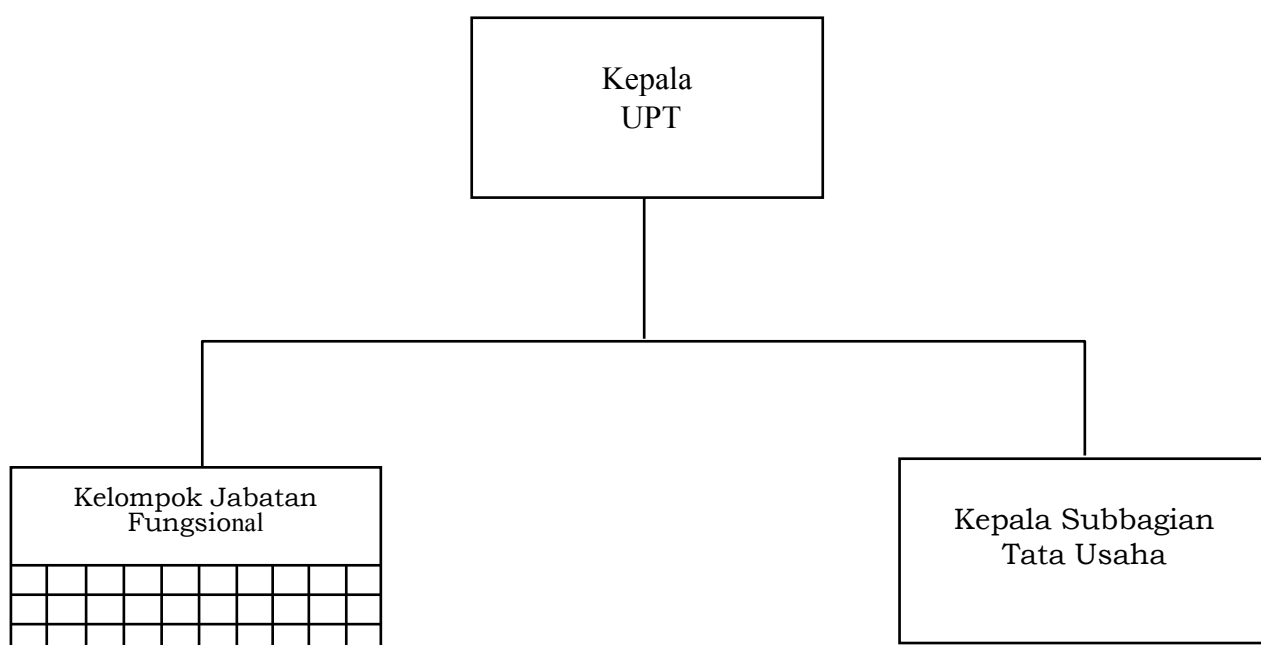 Kepala
UPT
Kelompok Jabatan
Fungsional
Kepala Subbagian
Tata Usaha